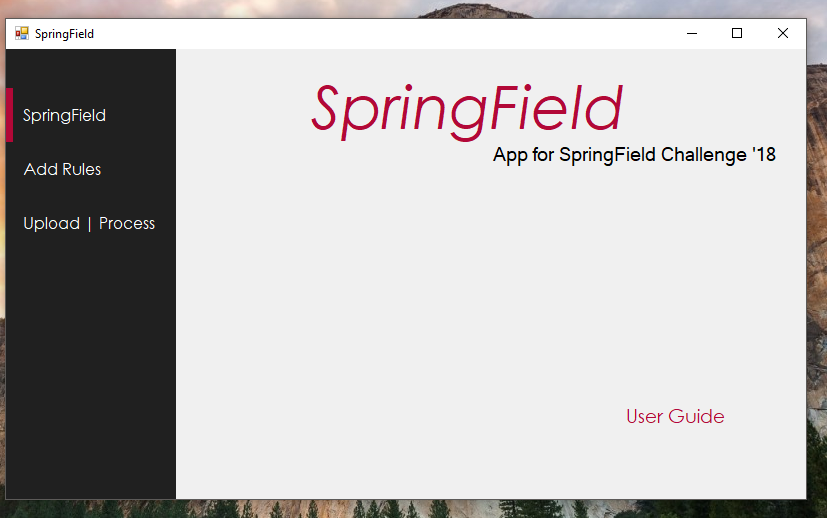 SpringField
SpringField
Add Rules
Upload | Process
SpringField
App for SpringField Challenge '18
User Guide